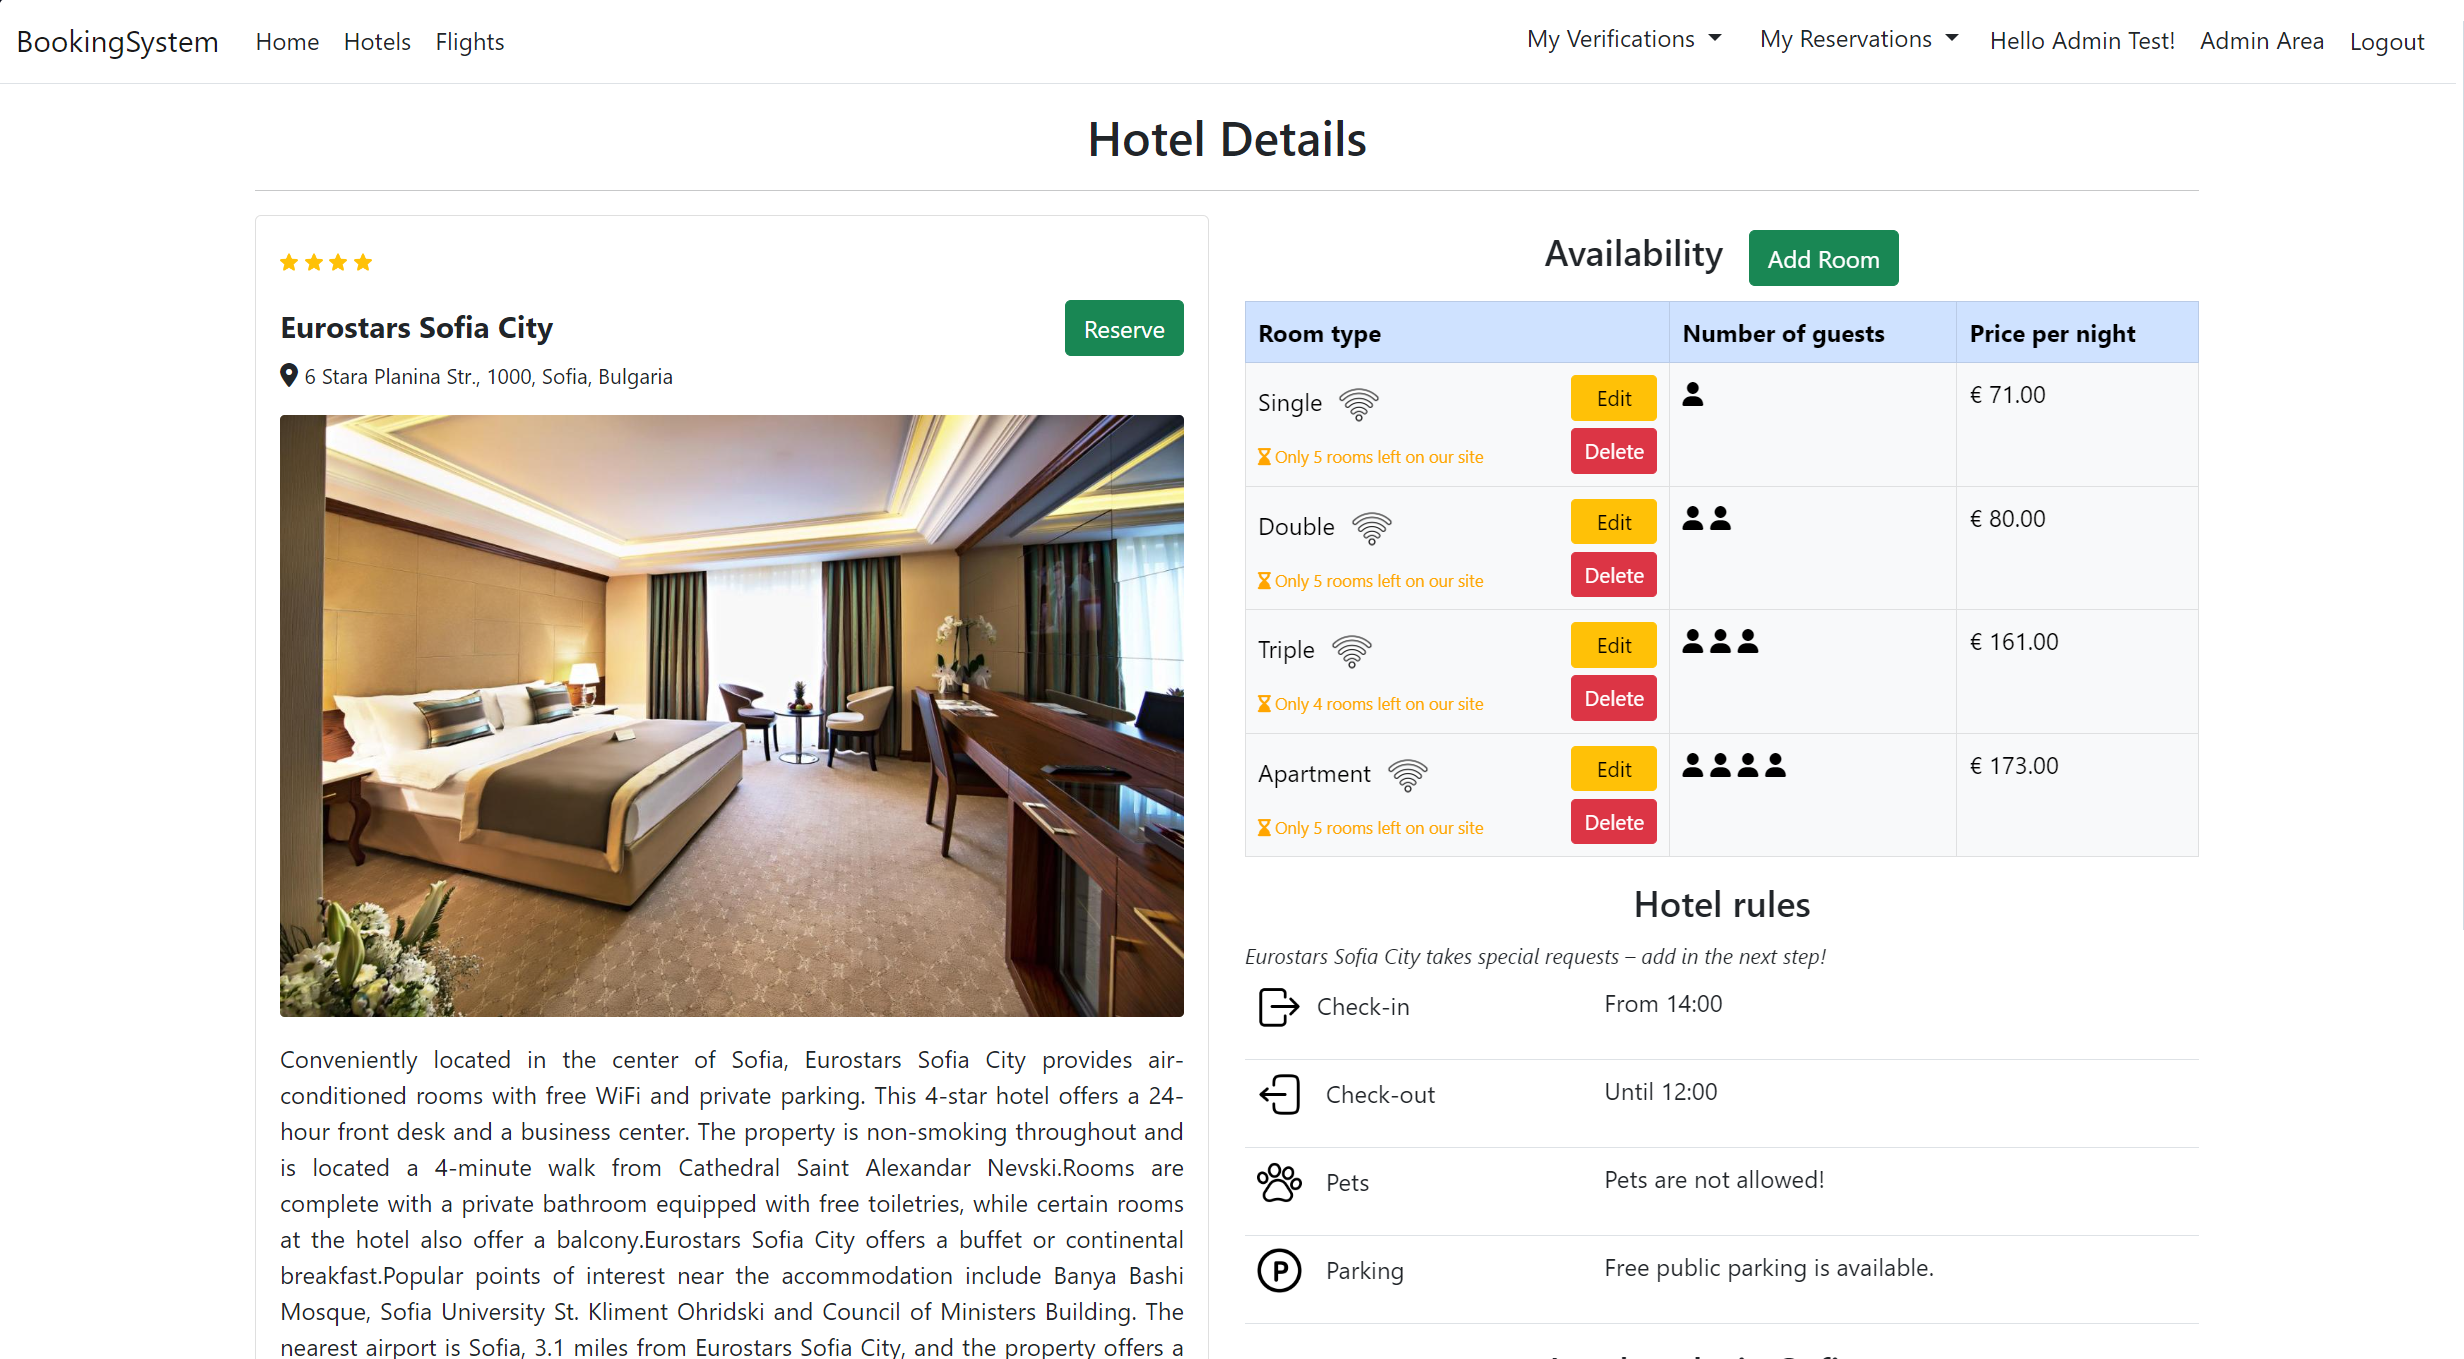 BookingSystem Home Hotels Flights My Verifications My Reservations Hello Admin Test! Admin Area Logout
Hotel Details
Eurostars Sofia City
Reserve
6 Stara Planina Str., 1000, Sofia, Bulgaria
Conveniently located in the center of Sofia, Eurostars Sofia City provides air-
conditioned rooms with free WiFi and private parking. This 4-star hotel offers a 24-
hour front desk and a business center. The property is non-smoking throughout and
is located a 4-minute walk from Cathedral Saint Alexandar Nevski.Rooms are
complete with a private bathroom equipped with free toiletries, while certain rooms
at the hotel also offer a balcony.Eurostars Sofia City offers a buffet or continental
breakfast.Popular points of interest near the accommodation include Banya Bashi
Mosque, Sofia University St. Kliment Ohridski and Council of Ministers Building. The
nearest airport is Sofia, 3.1 miles from Eurostars Sofia City, and the property offers a
Availability Add Room
Room type Number of guests Price per night
Single Edit € 71.00
Only 5 rooms left on our site Delete
Double Edit € 80.00
Only 5 rooms left on our site Delete
Triple Edit € 161.00
Only 4 rooms left on our site Delete
Apartment Edit € 173.00
Only 5 rooms left on our site Delete
Hotel rules
Eurostars Sofia City takes special requests – add in the next step!
Check-in From 14:00
Check-out Until 12:00
Pets Pets are not allowed!
P Parking Free public parking is available.